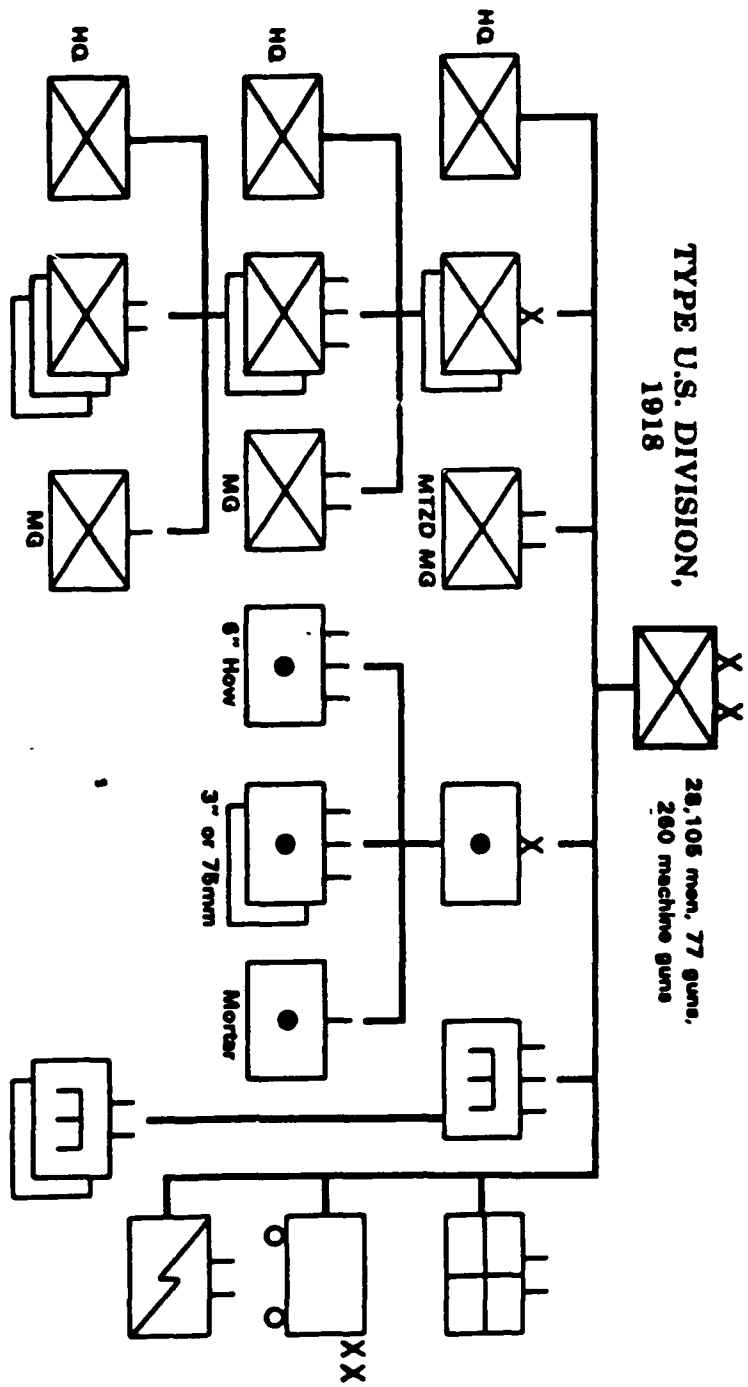 TYPE U.S. DIVISION,
1918
XX
28,105 men, 77 guns,
260 machine guns
HQ
X
MTZD MG
X
HQ
MG
6" How
3" or 75mm
Mortar
XX
HQ
MG